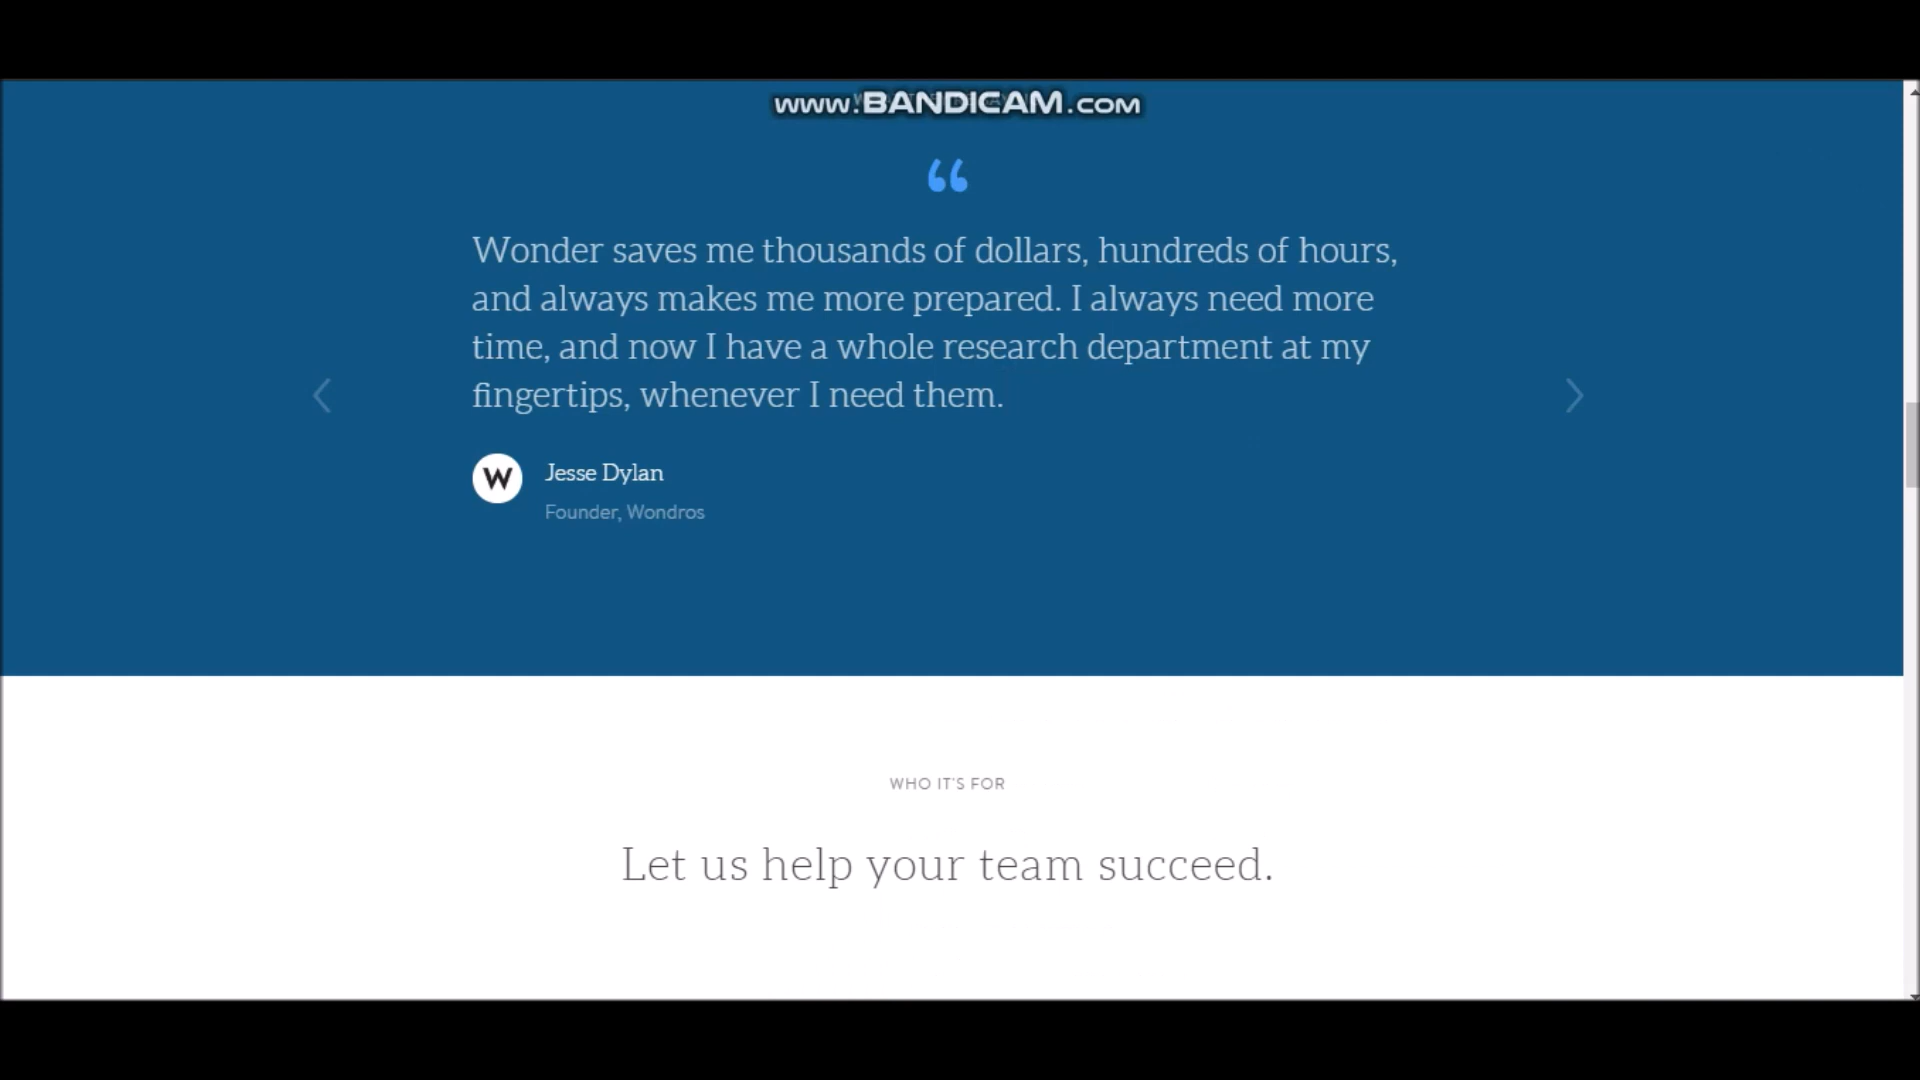 www.BANDICAM.com
“
Wonder saves me thousands of dollars, hundreds of hours,
and always makes me more prepared. I always need more
time, and now I have a whole research department at my
fingertips, whenever I need them.
W
Jesse Dylan
Founder, Wondros
WHO IT'S FOR
Let us help your team succeed.